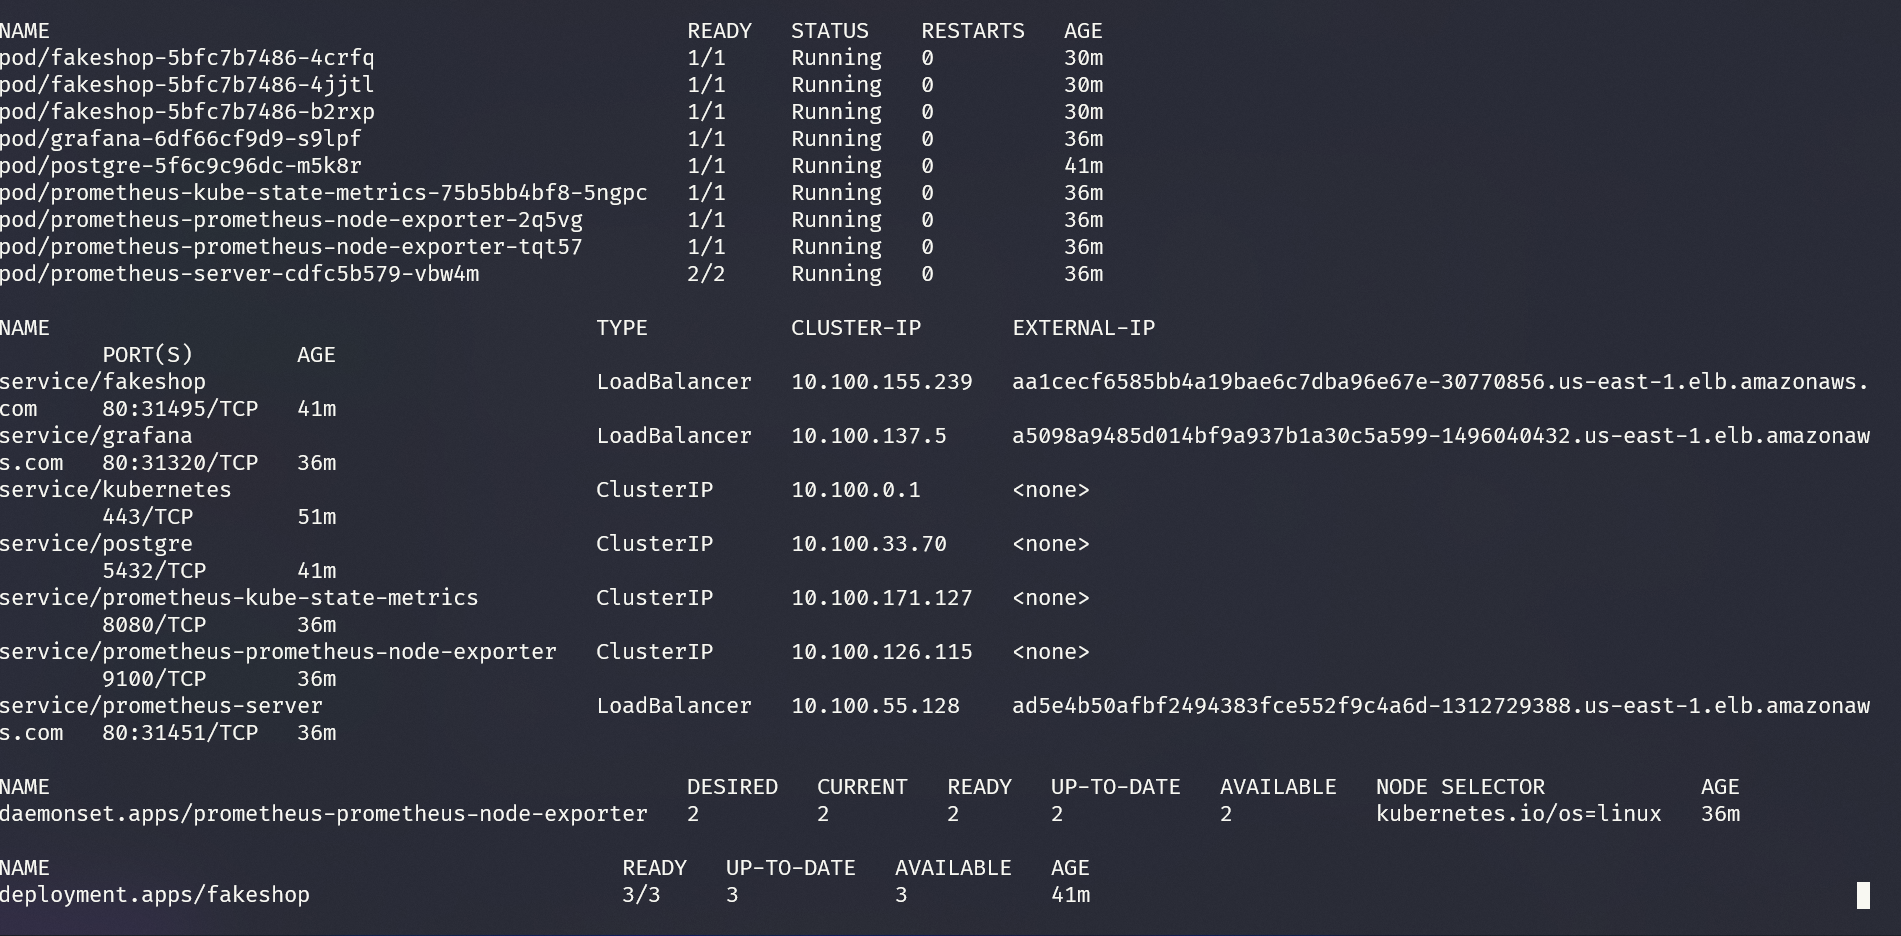 NAME                                                  READY   STATUS    RESTARTS   AGE
pod/fakeshop-5bfc7b7486-4crfq                         1/1     Running   0          30m
pod/fakeshop-5bfc7b7486-4jjtl                         1/1     Running   0          30m
pod/fakeshop-5bfc7b7486-b2rxp                         1/1     Running   0          30m
pod/grafana-6df66cf9d9-s9lpf                          1/1     Running   0          36m
pod/postgre-5f6c9c96dc-m5k8r                          1/1     Running   0          41m
pod/prometheus-kube-state-metrics-75b5bb4bf8-5ngpc    1/1     Running   0          36m
pod/prometheus-prometheus-node-exporter-2q5vg         1/1     Running   0          36m
pod/prometheus-prometheus-node-exporter-tqt57         1/1     Running   0          36m
pod/prometheus-server-cdfc5b579-vbw4m                 2/2     Running   0          36m

NAME                                          TYPE           CLUSTER-IP       EXTERNAL-IP
        PORT(S)        AGE
service/fakeshop                              LoadBalancer   10.100.155.239   aa1cecf6585bb4a19bae6c7dba96e67e-30770856.us-east-1.elb.amazonaws.
com     80:31495/TCP   41m
service/grafana                               LoadBalancer   10.100.137.5     a5098a9485d014bf9a937b1a30c5a599-1496040432.us-east-1.elb.amazonaw
s.com   80:31320/TCP   36m
service/kubernetes                            ClusterIP      10.100.0.1       <none>
        443/TCP        51m
service/postgre                               ClusterIP      10.100.33.70     <none>
        5432/TCP       41m
service/prometheus-kube-state-metrics         ClusterIP      10.100.171.127   <none>
        8080/TCP       36m
service/prometheus-prometheus-node-exporter   ClusterIP      10.100.126.115   <none>
        9100/TCP       36m
service/prometheus-server                     LoadBalancer   10.100.55.128    ad5e4b50afbf2494383fce552f9c4a6d-1312729388.us-east-1.elb.amazonaw
s.com   80:31451/TCP   36m

NAME                                                 DESIRED   CURRENT   READY   UP-TO-DATE   AVAILABLE   NODE SELECTOR            AGE
daemonset.apps/prometheus-prometheus-node-exporter   2         2         2       2            2           kubernetes.io/os=linux   36m

NAME                                            READY   UP-TO-DATE   AVAILABLE   AGE
deployment.apps/fakeshop                        3/3     3            3           41m